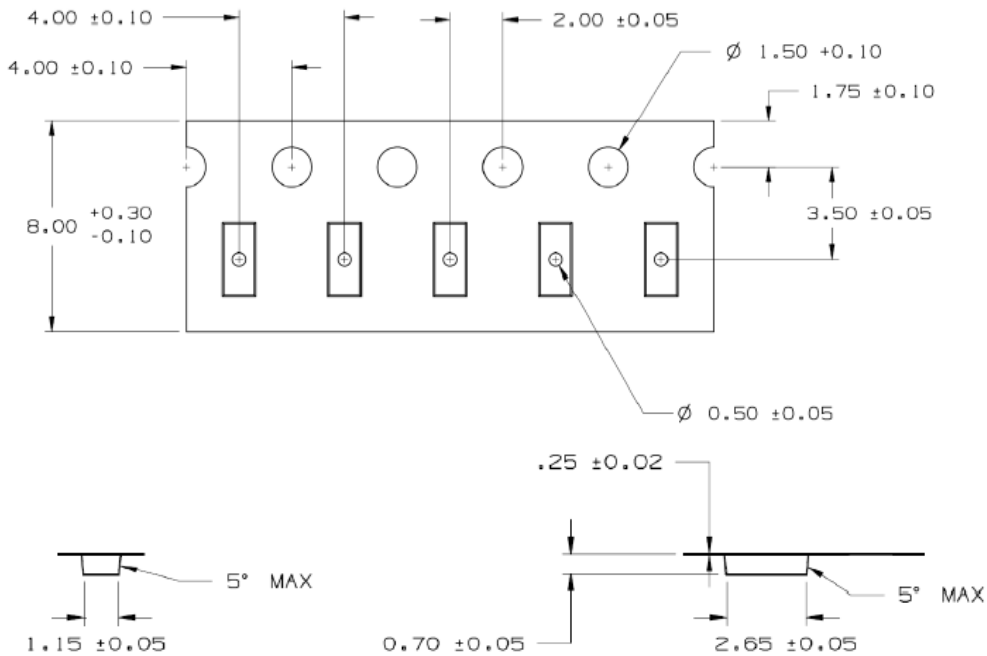 4.00 ±0.10
2.00 ±0.05
Ø 1.50 +0.10
4.00 ±0.10
1.75 ±0.10
8.00 +0.30
-0.10
3.50 ±0.05
Ø 0.50 ±0.05
.25 ±0.02
5° MAX
5° MAX
1.15 ±0.05
0.70 ±0.05
2.65 ±0.05